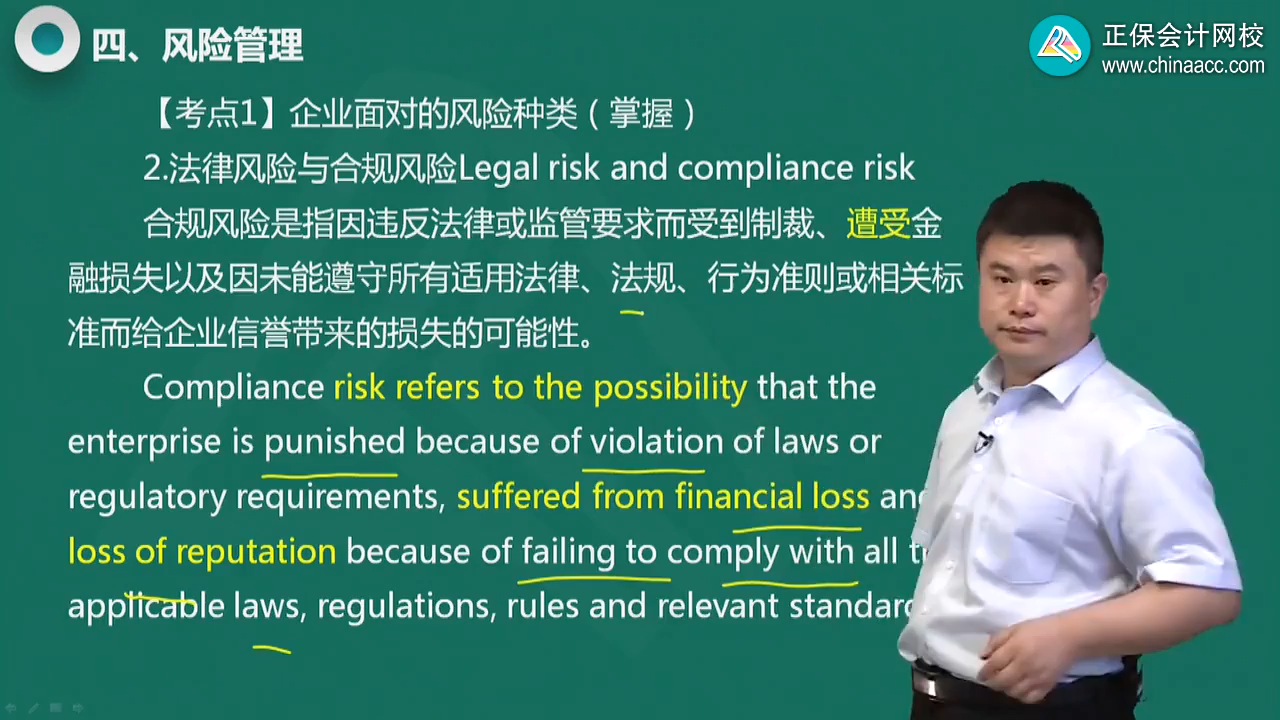 四、风险管理
正保会计网校
www.chinaacc.com
【考点1】企业面对的风险种类（掌握）
2.法律风险与合规风险Legal risk and compliance risk
合规风险是指因违反法律或监管要求而受到制裁、遭受金
融损失以及因未能遵守所有适用法律、法规、行为准则或相关标
准而给企业信誉带来的损失的可能性。
Compliance risk refers to the possibility that the
enterprise is punished because of violation of laws or
regulatory requirements, suffered from financial loss
loss of reputation because of failing to comply with all
applicable laws, regulations, rules and relevant